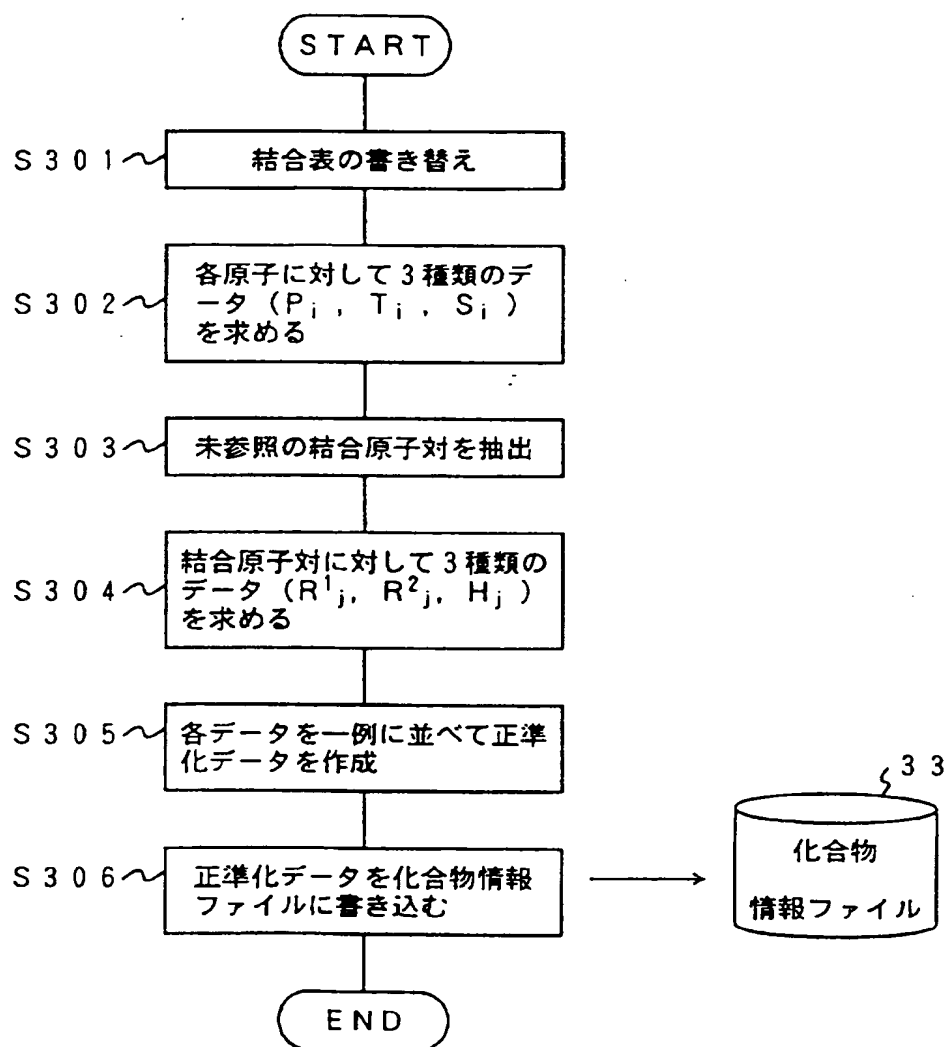 START
S301
結合表の書き替え
S302
各原子に対して3種類のデ
ータ(Pi, Ti, Si)
を求める
S303
未参照の結合原子対を抽出
S304
結合原子対に対して3種類の
データ(R¹j, R²j, Hj)
を求める
S305
各データを一例に並べて正準
化データを作成
S306
正準化データを化合物情報
ファイルに書き込む
33
化合物
情報ファイル
END